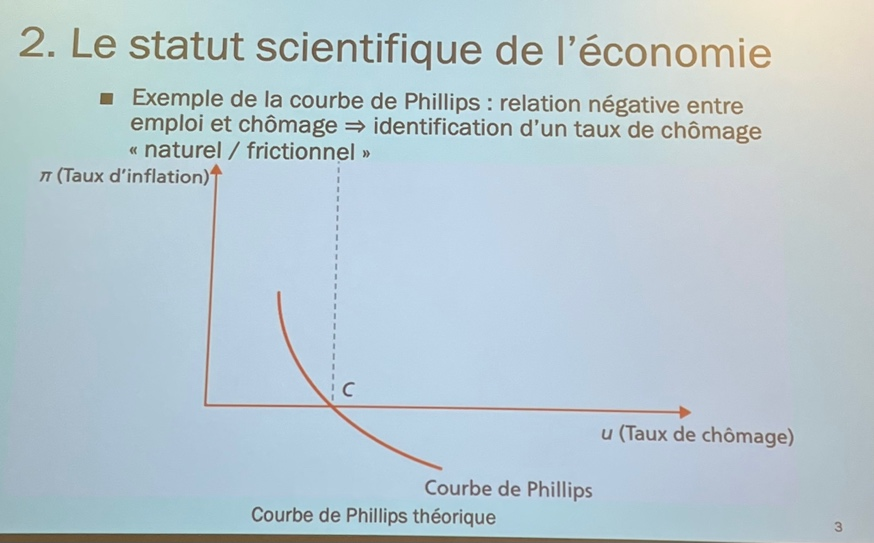 2. Le statut scientifique de l'économie
■ Exemple de la courbe de Phillips : relation négative entre
emploi et chômage ⇒ identification d'un taux de chômage
« naturel / frictionnel »
π (Taux d'inflation)
C
u (Taux de chômage)
Courbe de Phillips
Courbe de Phillips théorique
3